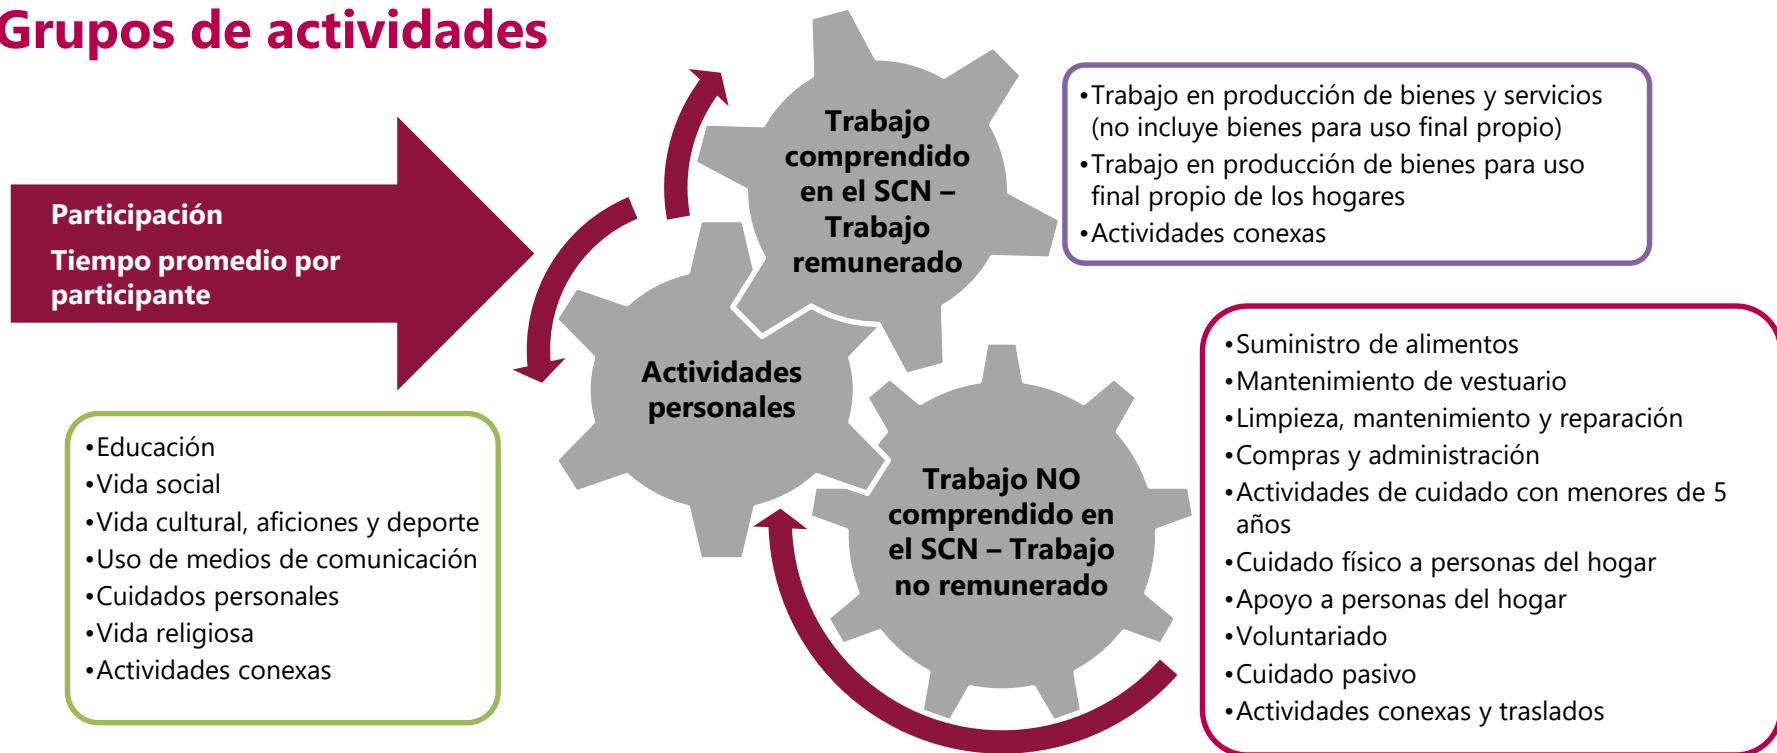 Grupos de actividades
Participación
Tiempo promedio por
participante
Trabajo
comprendido
en el SCN –
Trabajo
remunerado
•Trabajo en producción de bienes y servicios
(no incluye bienes para uso final propio)
•Trabajo en producción de bienes para uso
final propio de los hogares
•Actividades conexas
Actividades
personales
•Educación
•Vida social
•Vida cultural, aficiones y deporte
•Uso de medios de comunicación
•Cuidados personales
•Vida religiosa
•Actividades conexas
Trabajo NO
comprendido en
el SCN – Trabajo
no remunerado
•Suministro de alimentos
•Mantenimiento de vestuario
•Limpieza, mantenimiento y reparación
•Compras y administración
•Actividades de cuidado con menores de 5
años
•Cuidado físico a personas del hogar
•Apoyo a personas del hogar
•Voluntariado
•Cuidado pasivo
•Actividades conexas y traslados